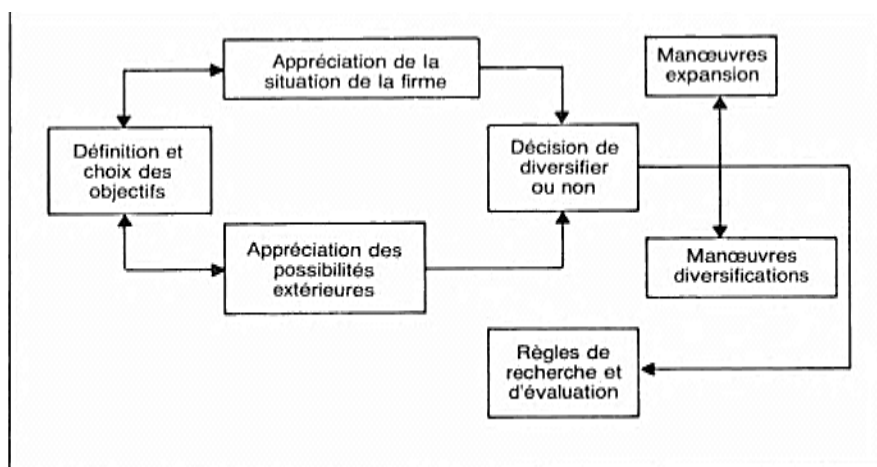 Appréciation de la
situation de la firme
Manœuvres
expansion
Définition et
choix des
objectifs
Décision de
diversifier
ou non
Appréciation des
possibilités
extérieures
Manœuvres
diversifications
Règles de
recherche et
d'évaluation